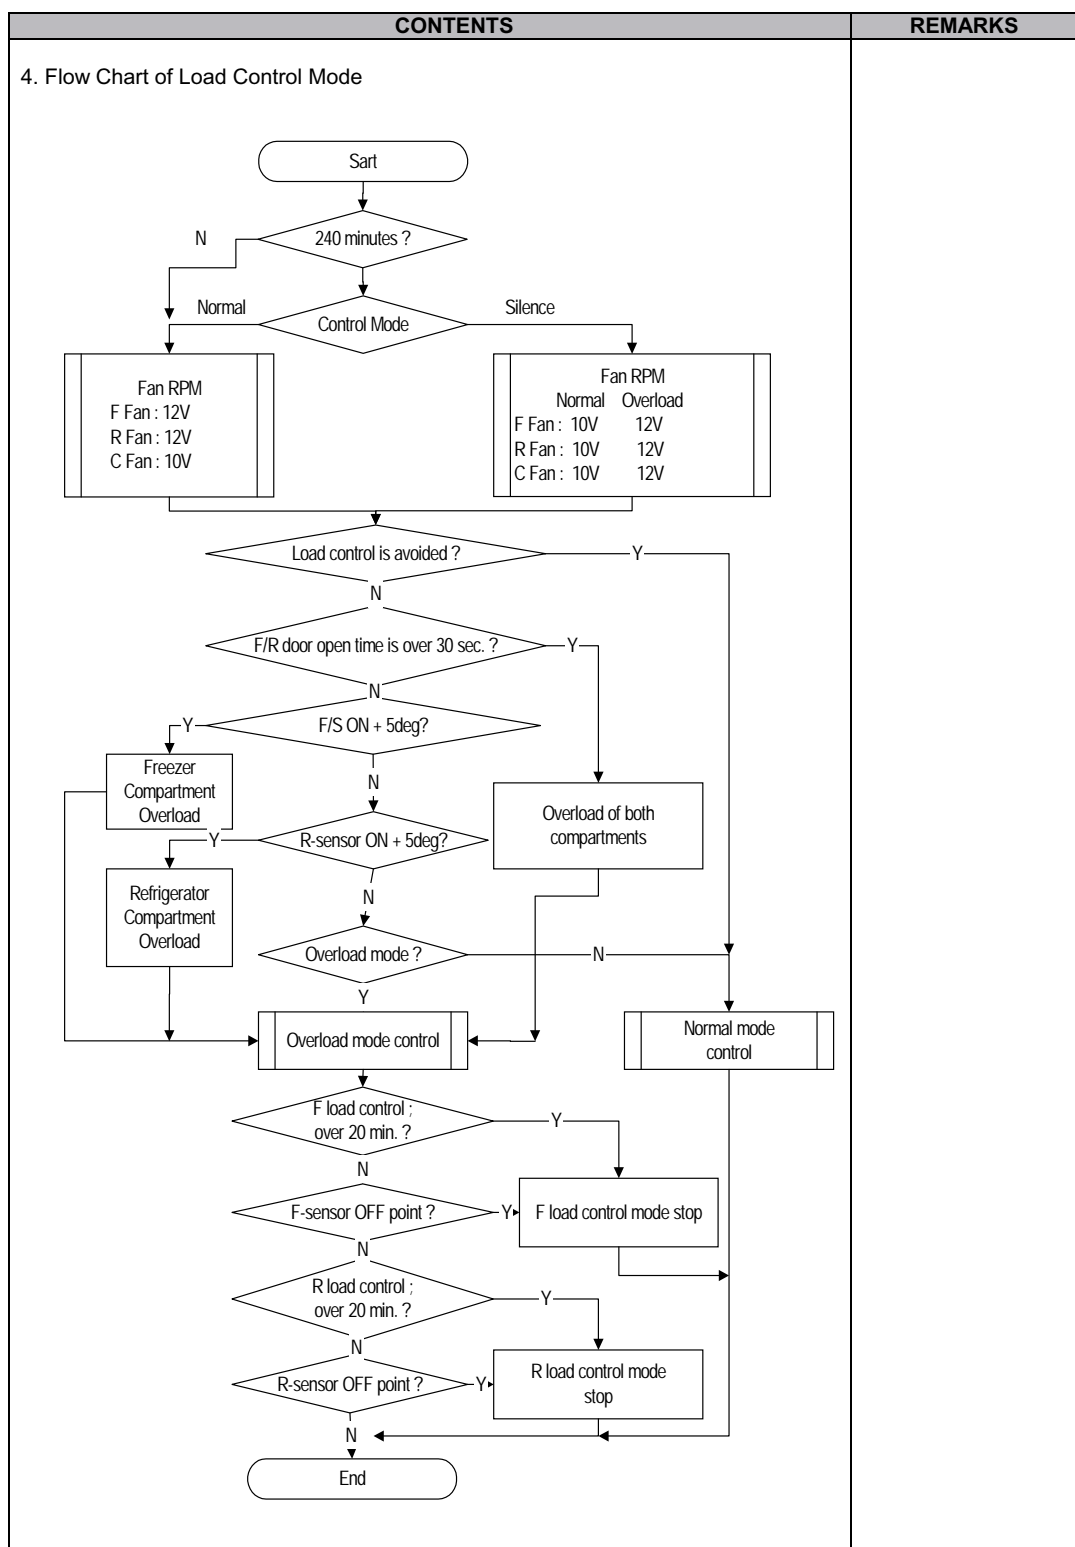 CONTENTS
REMARKS
4. Flow Chart of Load Control Mode
Sart
240 minutes ?
N
Normal
Control Mode
Silence
Fan RPM
F Fan : 12V
R Fan : 12V
C Fan : 10V
Fan RPM
Normal Overload
F Fan : 10V 12V
R Fan : 10V 12V
C Fan : 10V 12V
Load control is avoided ?
Y
N
F/R door open time is over 30 sec. ?
Y
N
F/S ON + 5deg?
Y
Freezer
Compartment
Overload
N
Overload of both
compartments
R-sensor ON + 5deg?
Y
Refrigerator
Compartment
Overload
N
Overload mode ?
N
Y
Overload mode control
Normal mode
control
F load control ;
over 20 min. ?
Y
N
F-sensor OFF point ?
Y
F load control mode stop
N
R load control ;
over 20 min. ?
Y
N
R-sensor OFF point ?
Y
R load control mode
stop
N
End